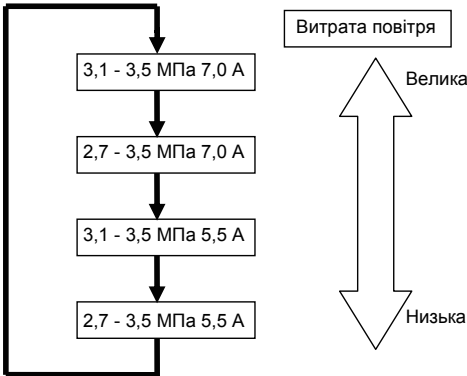 Витрата повітря
Велика
3,1 - 3,5 МПа 7,0 А
2,7 - 3,5 МПа 7,0 А
3,1 - 3,5 МПа 5,5 А
2,7 - 3,5 МПа 5,5 А
Низька